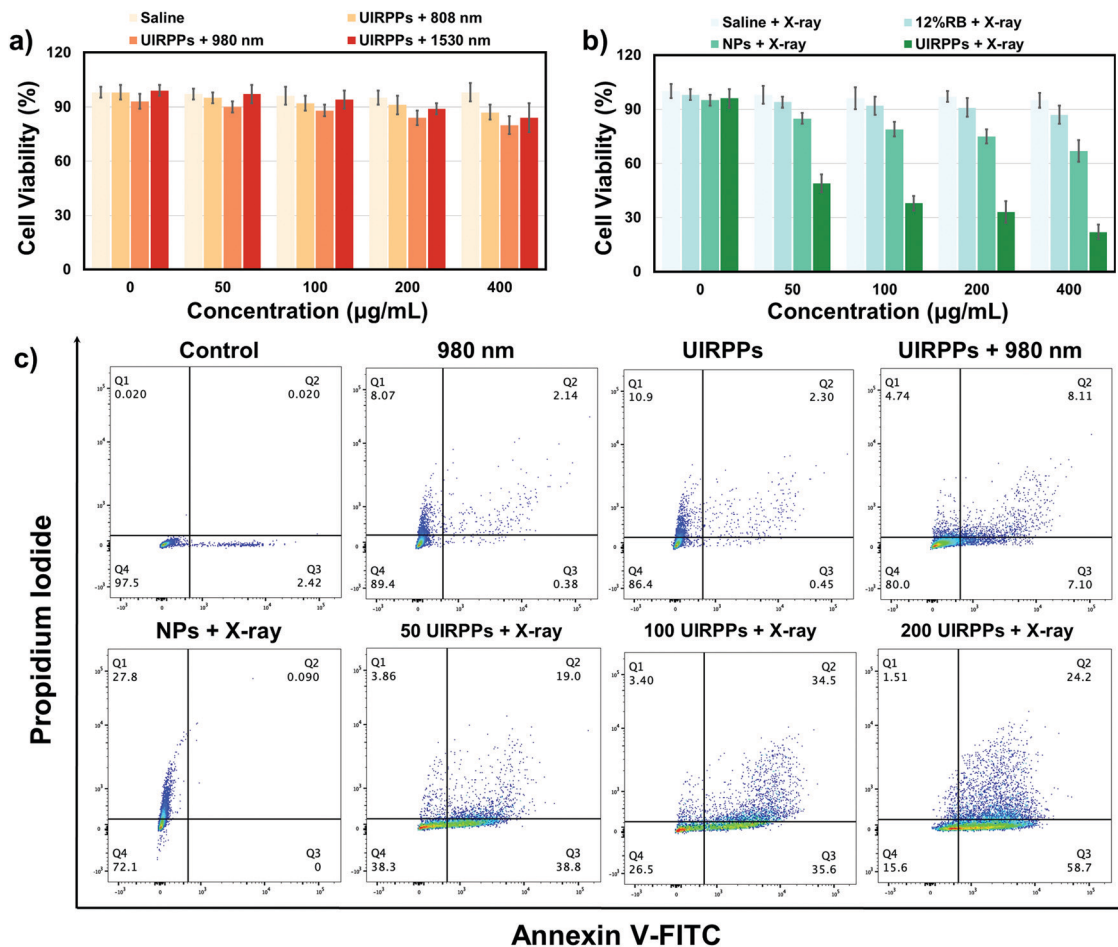 a)
Saline
UIRPPs + 808 nm
UIRPPs + 980 nm
UIRPPs + 1530 nm
Cell Viability (%)
120
90
60
30
0
0 50 100 200 400
Concentration (µg/mL)
b)
Saline + X-ray
12%RB + X-ray
NPs + X-ray
UIRPPs + X-ray
Cell Viability (%)
120
90
60
30
0
0 50 100 200 400
Concentration (µg/mL)
c)
Propidium Iodide
Control
Q1
0.020
Q2
0.020
Q4
97.5
Q3
2.42
980 nm
Q1
8.07
Q2
2.14
Q4
89.4
Q3
0.38
UIRPPs
Q1
10.9
Q2
2.30
Q4
86.4
Q3
0.45
UIRPPs + 980 nm
Q1
4.74
Q2
8.11
Q4
80.0
Q3
7.10
NPs + X-ray
Q1
27.8
Q2
0.090
Q4
72.1
Q3
0
50 UIRPPs + X-ray
Q1
3.86
Q2
19.0
Q4
38.3
Q3
38.8
100 UIRPPs + X-ray
Q1
3.40
Q2
34.5
Q4
26.5
Q3
35.6
200 UIRPPs + X-ray
Q1
1.51
Q2
24.2
Q4
15.6
Q3
58.7
Annexin V-FITC